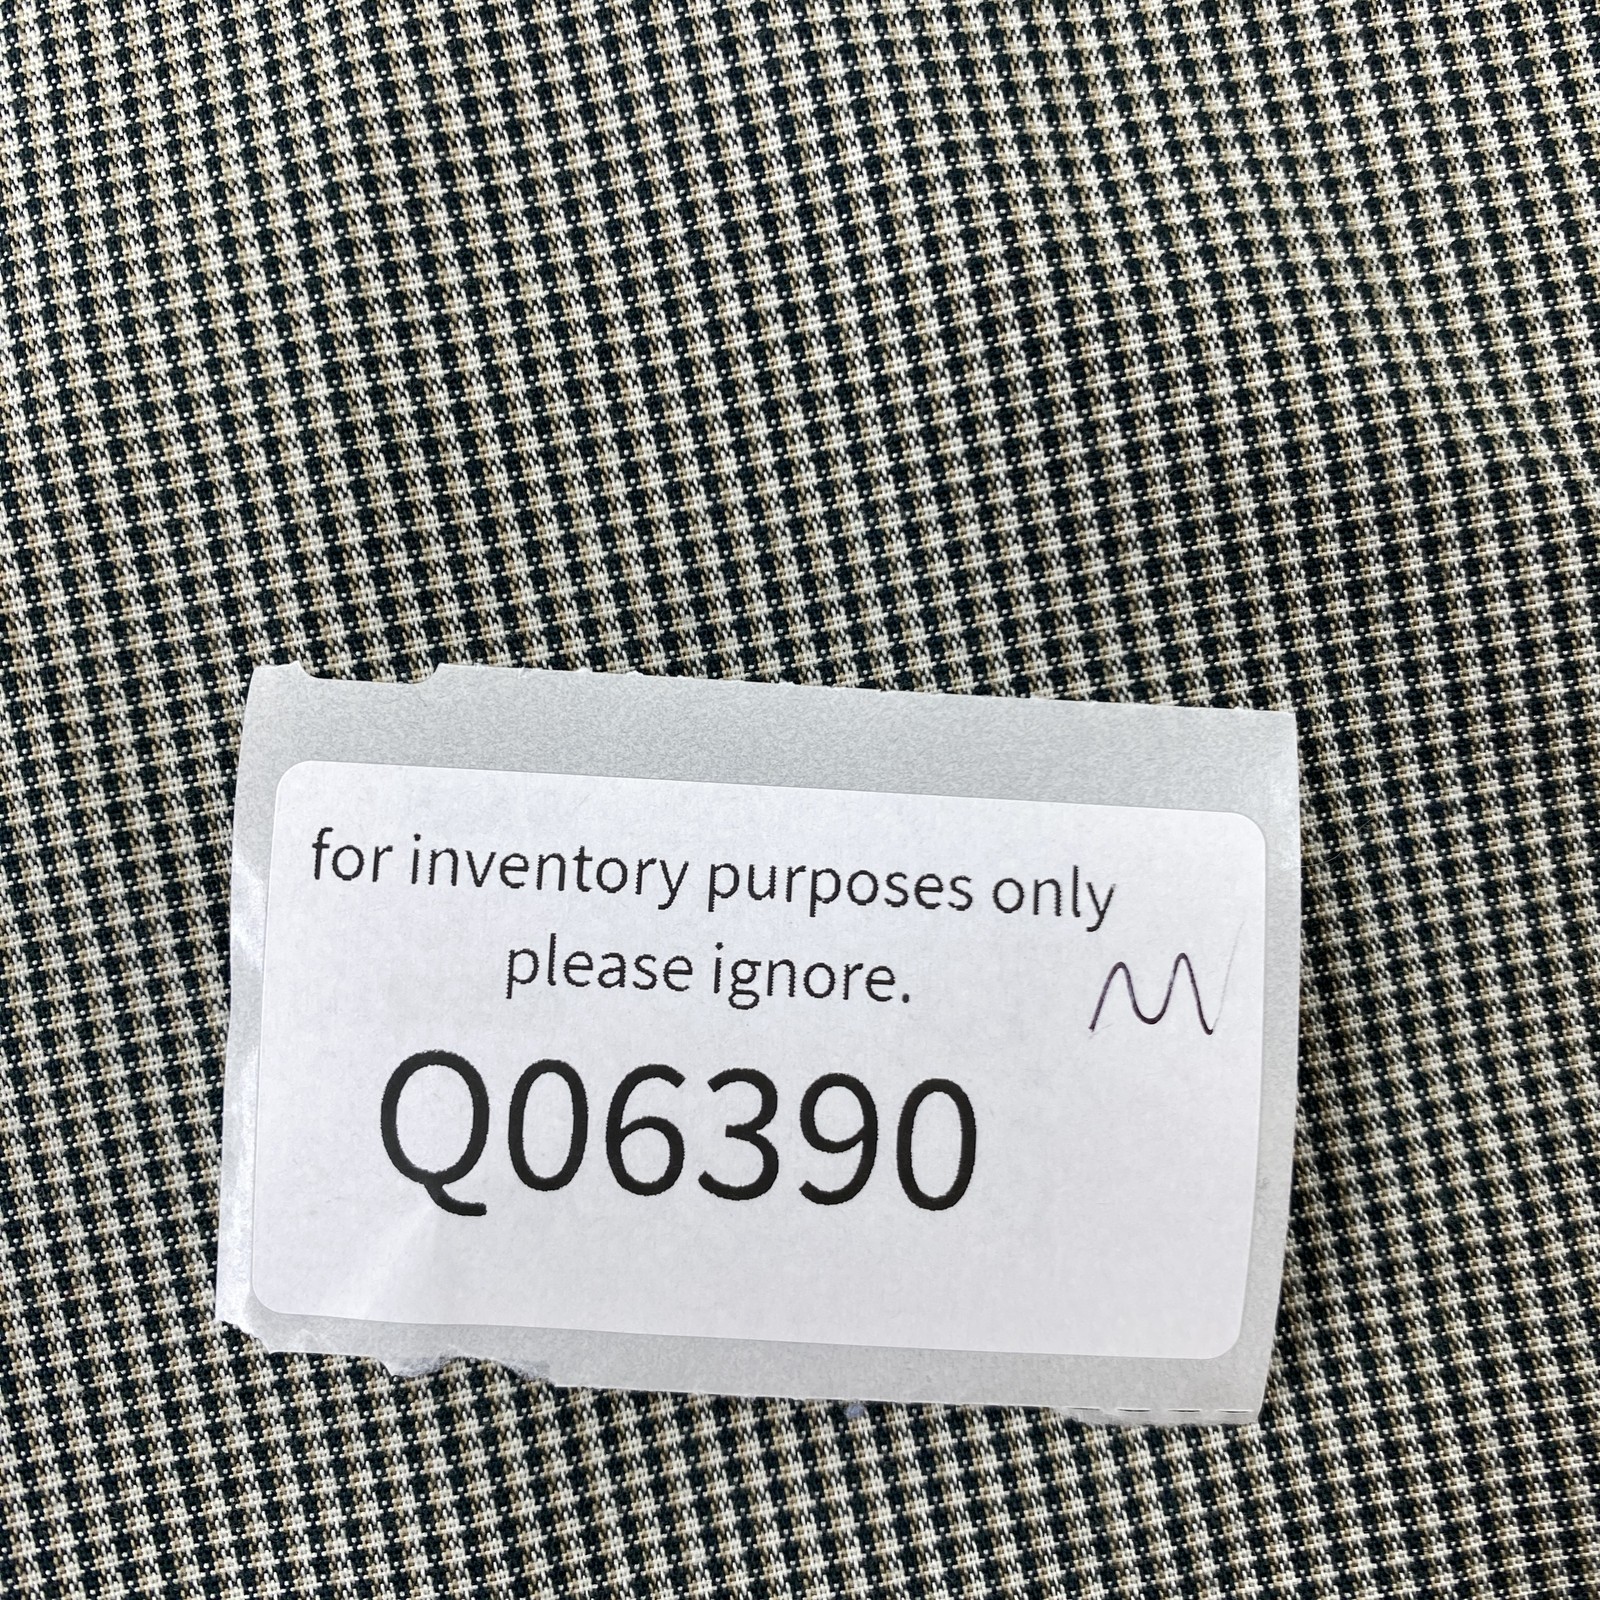 for inventory purposes only
please ignore.
M
Q06390